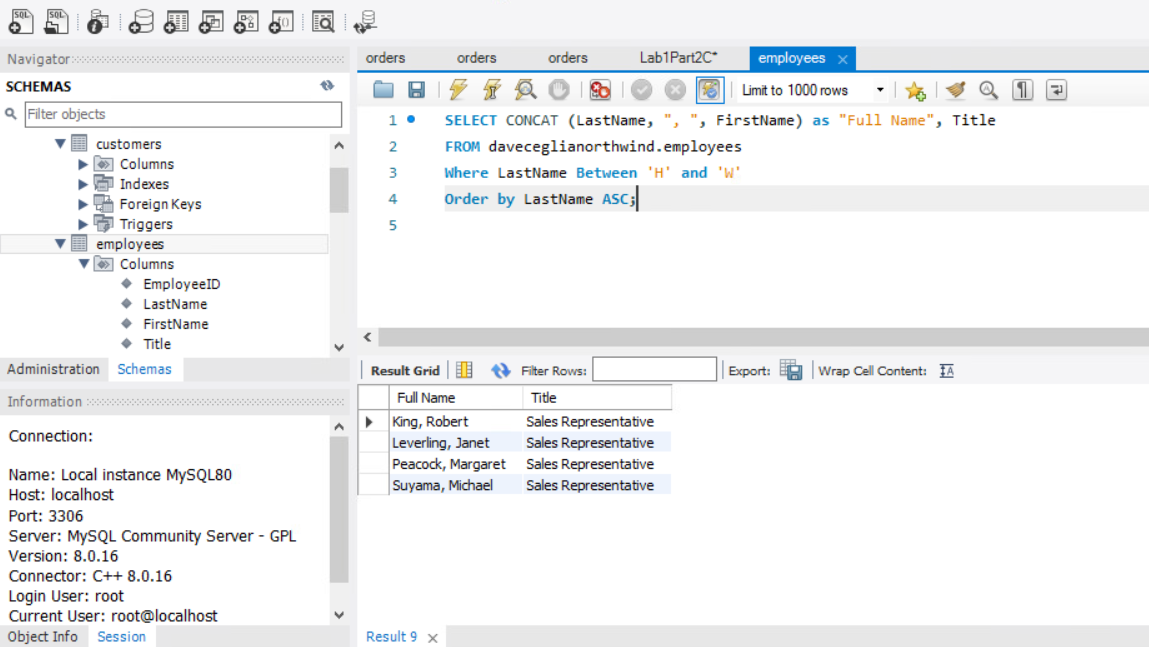 SQL
SQL
Navigator
SCHEMAS
Filter objects
customers
Columns
Indexes
Foreign Keys
Triggers
employees
Columns
EmployeeID
LastName
FirstName
Title
Administration Schemas
Information
Connection:
Name: Local instance MySQL80
Host: localhost
Port: 3306
Server: MySQL Community Server - GPL
Version: 8.0.16
Connector: C++ 8.0.16
Login User: root
Current User: root@localhost
Object Info Session
orders orders orders Lab1Part2C* employees
Limit to 1000 rows
1 SELECT CONCAT (LastName, ", ", FirstName) as "Full Name", Title
2 FROM daveceglianorthwind.employees
3 Where LastName Between 'H' and 'W'
4 Order by LastName ASC;
5
Result Grid Filter Rows: Export: Wrap Cell Content:
Full Name Title
King, Robert Sales Representative
Leverling, Janet Sales Representative
Peacock, Margaret Sales Representative
Suyama, Michael Sales Representative
Result 9